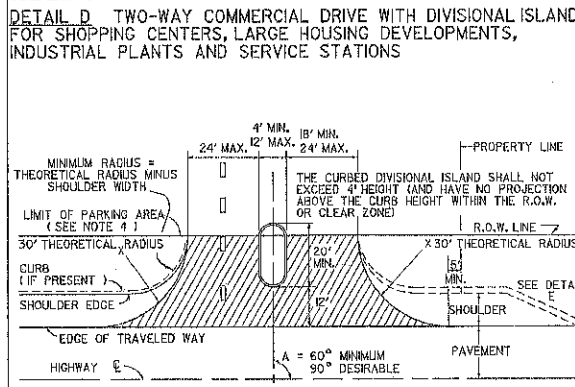 DETAIL D TWO-WAY COMMERCIAL DRIVE WITH DIVISIONAL ISLAND
FOR SHOPPING CENTERS, LARGE HOUSING DEVELOPMENTS,
INDUSTRIAL PLANTS AND SERVICE STATIONS
4' MIN.
24' MAX.
12' MAX.
18' MIN.
24' MAX.
PROPERTY LINE
MINIMUM RADIUS =
THEORETICAL RADIUS MINUS
SHOULDER WIDTH
THE CURBED DIVISIONAL ISLAND SHALL NOT
EXCEED 4" HEIGHT (AND HAVE NO PROJECTION
ABOVE THE CURB HEIGHT WITHIN THE R.O.W.
OR CLEAR ZONE)
LIMIT OF PARKING AREA
(SEE NOTE 4)
R.O.W. LINE
30' THEORETICAL RADIUS
X
X 30' THEORETICAL RADIUS
20'
MIN.
CURB
(IF PRESENT)
5'
MIN.
SEE DETA
E
SHOULDER EDGE
12'
SHOULDER
EDGE OF TRAVELED WAY
HIGHWAY ℄
A = 60° MINIMUM
90° DESIRABLE
PAVEMENT